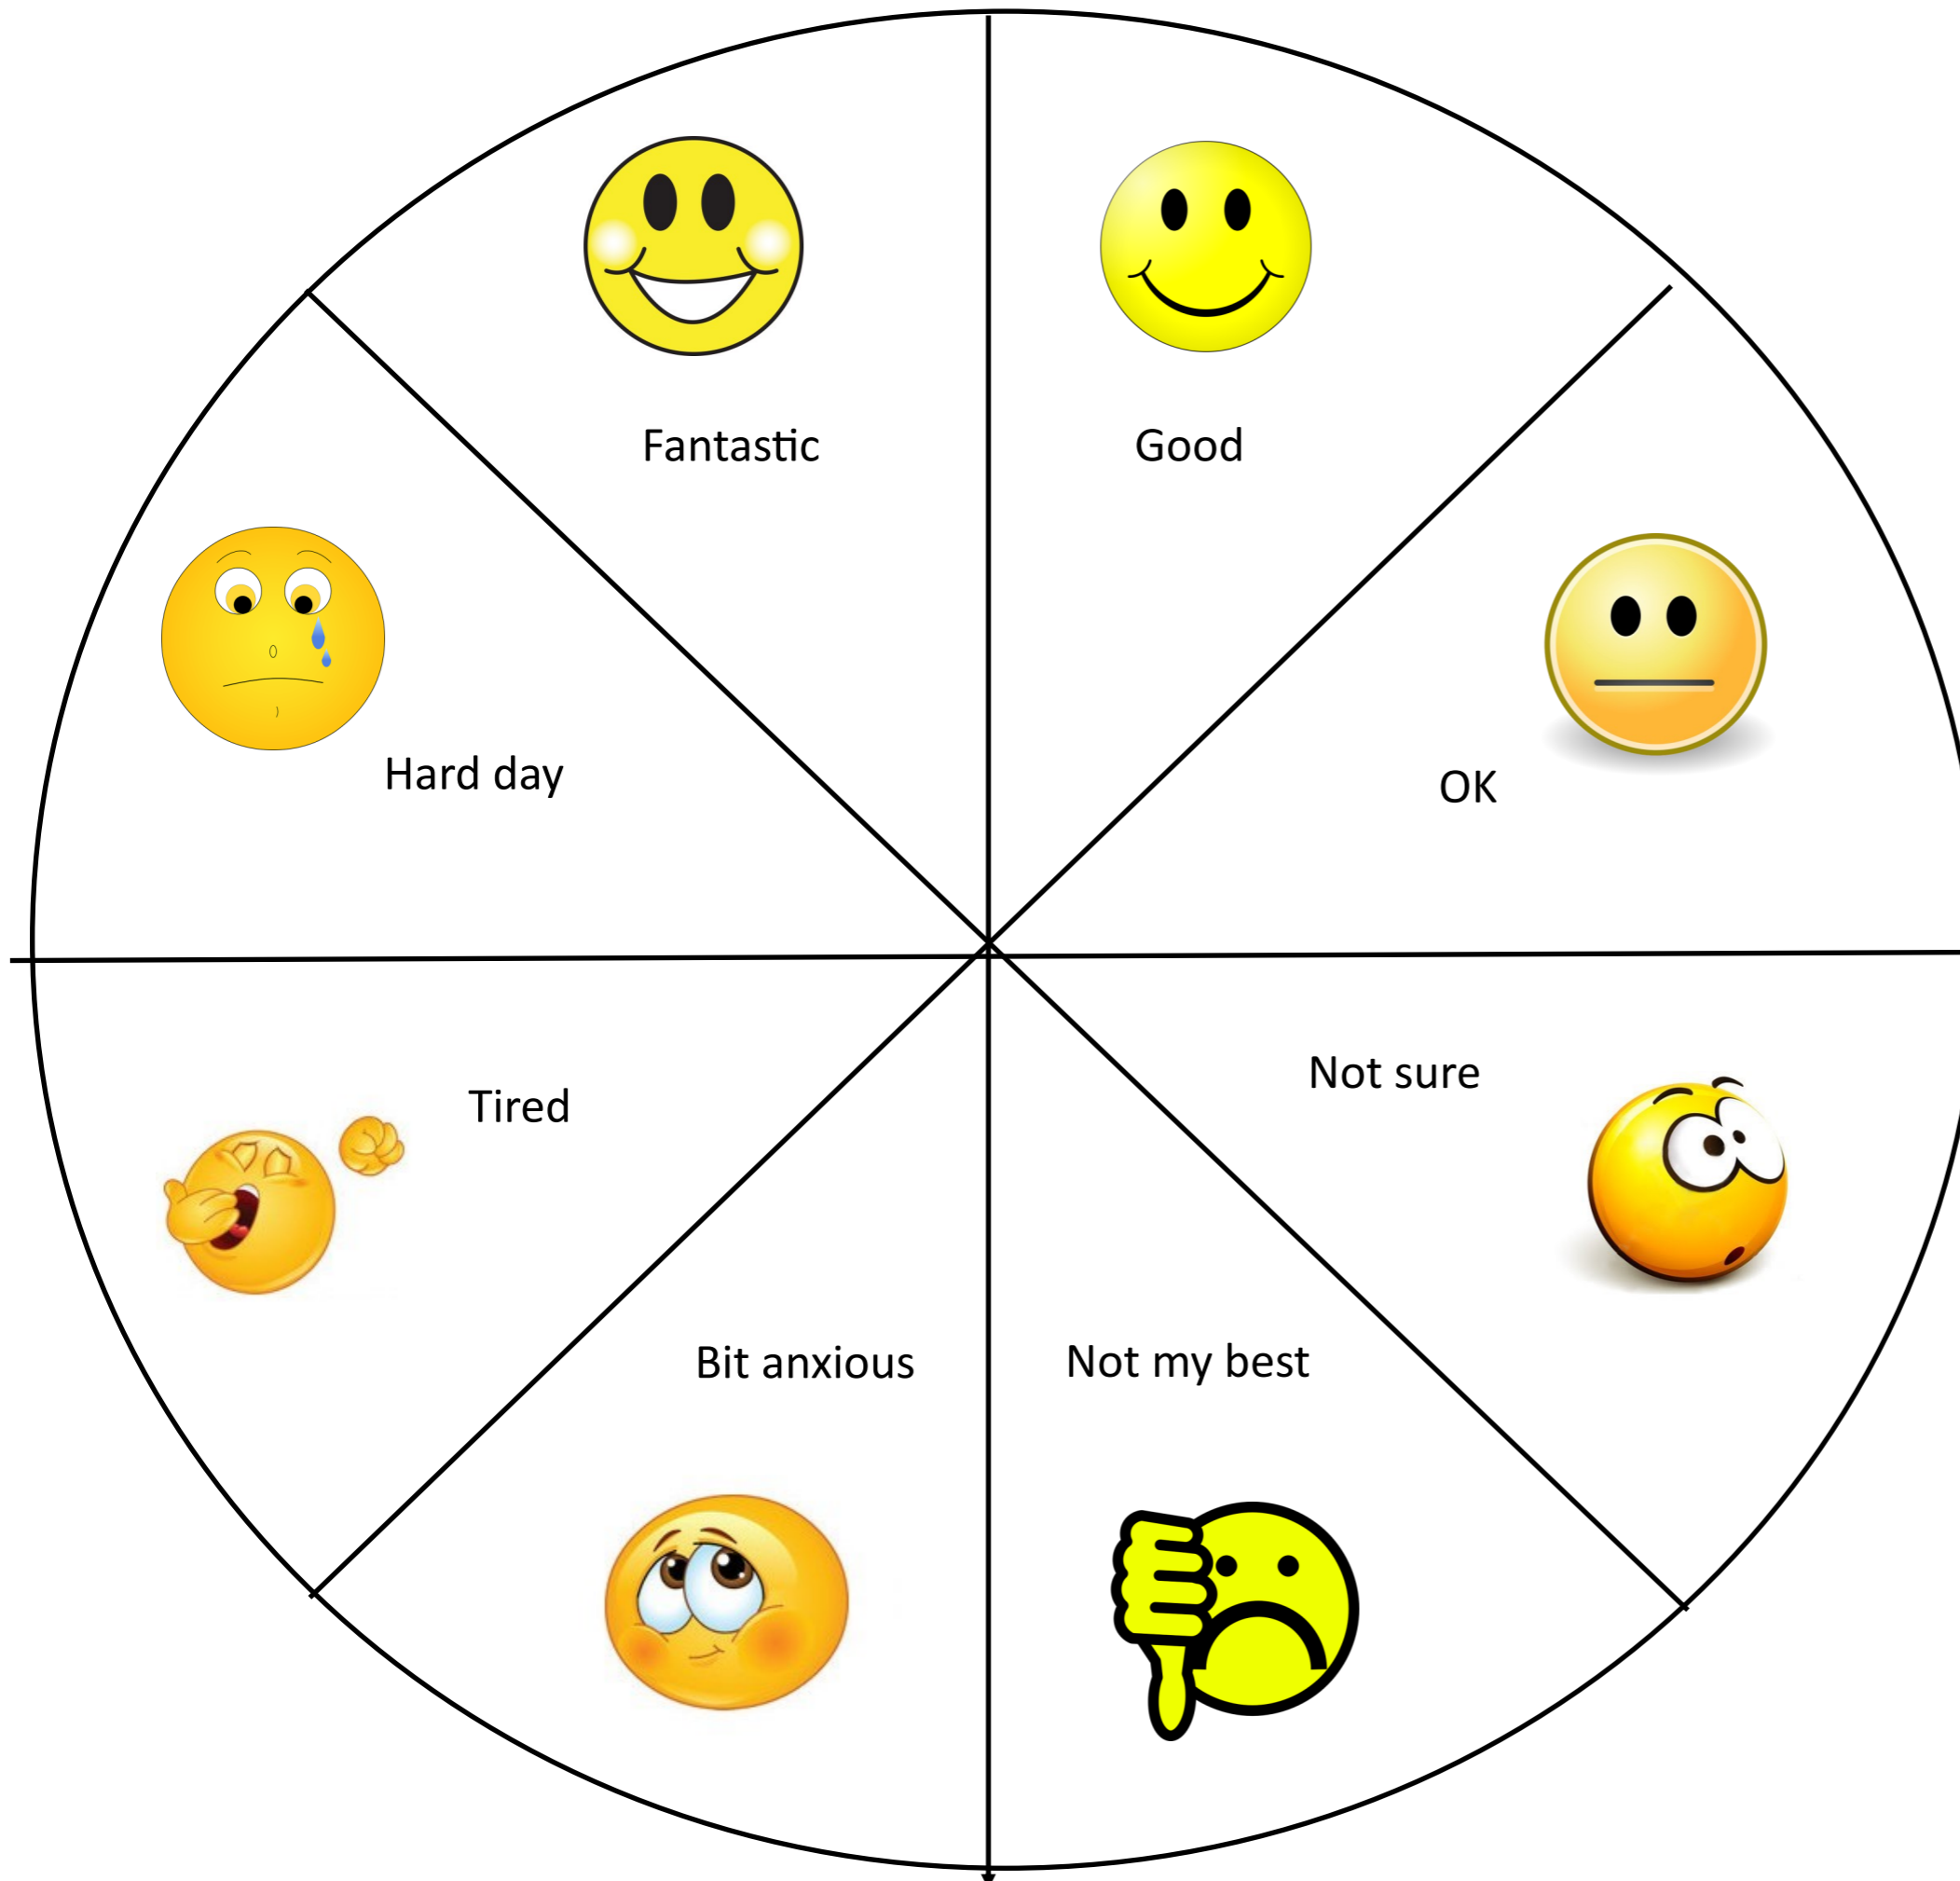 Fantastic
Good
Hard day
OK
Tired
Not sure
Bit anxious
Not my best